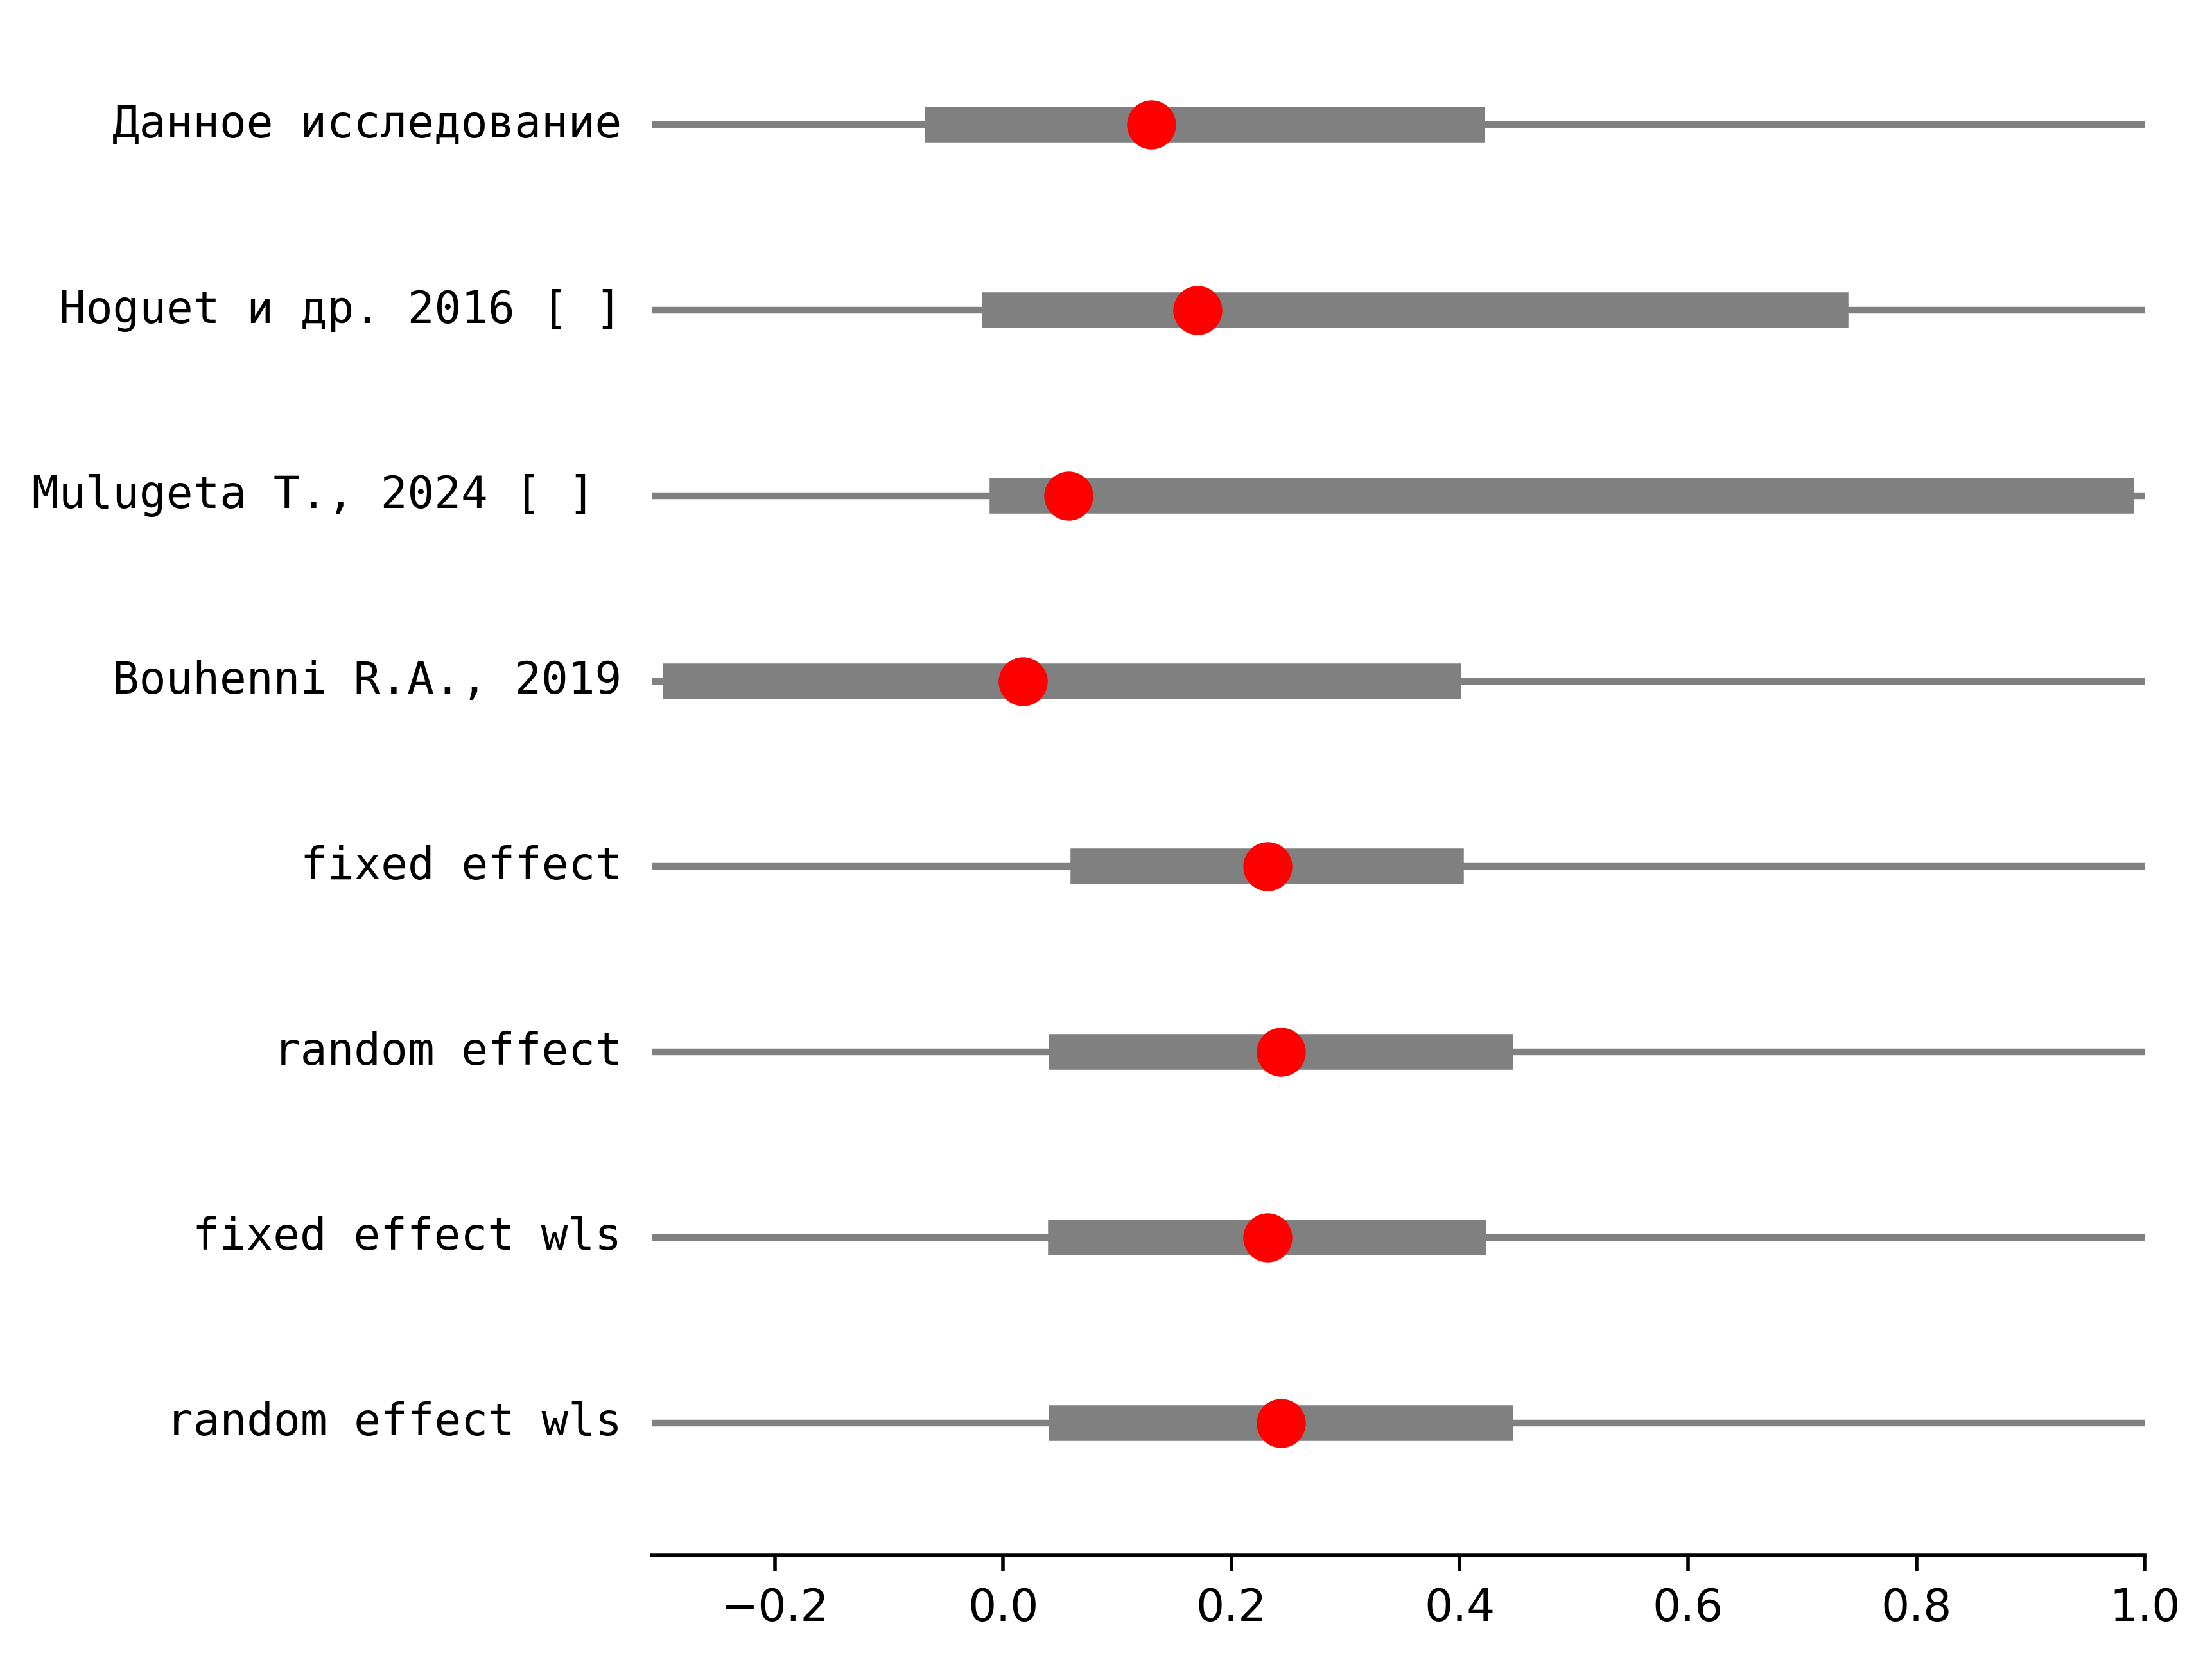 Данное исследование
Hoguet и др. 2016 [ ]
Mulugeta T., 2024 [ ]
Bouhenni R.A., 2019
fixed effect
random effect
fixed effect wls
random effect wls
−0.2 0.0 0.2 0.4 0.6 0.8 1.0